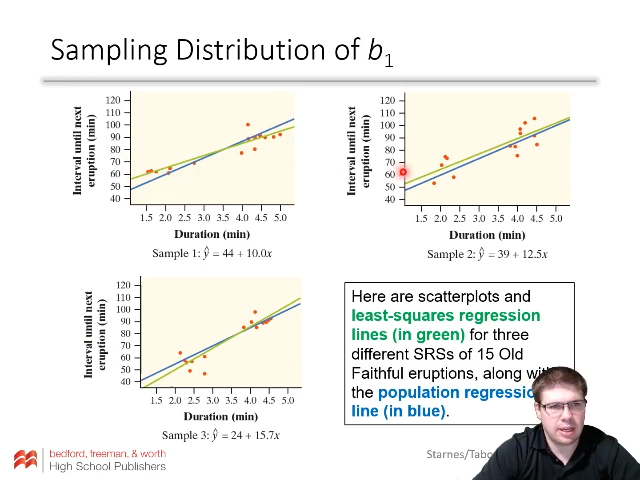 Sampling Distribution of b₁
Interval until next
eruption (min)
120
110
100
90
80
70
60
50
40
1.5 2.0 2.5 3.0 3.5 4.0 4.5 5.0
Duration (min)
Sample 1: ŷ = 44 + 10.0x
Interval until next
eruption (min)
120
110
100
90
80
70
60
50
40
1.5 2.0 2.5 3.0 3.5 4.0 4.5 5.0
Duration (min)
Sample 2: ŷ = 39 + 12.5x
Interval until next
eruption (min)
120
110
100
90
80
70
60
50
40
1.5 2.0 2.5 3.0 3.5 4.0 4.5 5.0
Duration (min)
Sample 3: ŷ = 24 + 15.7x
Here are scatterplots and
least-squares regression
lines (in green) for three
different SRSs of 15 Old
Faithful eruptions, along
the population
line (in blue).
bedford, freeman, & worth
High School Publishers